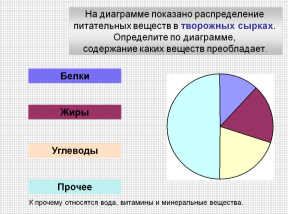 На диаграмме показано распределение
питательных веществ в творожных сырках.
Определите по диаграмме,
содержание каких веществ преобладает.
Белки
Жиры
Углеводы
Прочее
К прочему относятся вода, витамины и минеральные вещества.